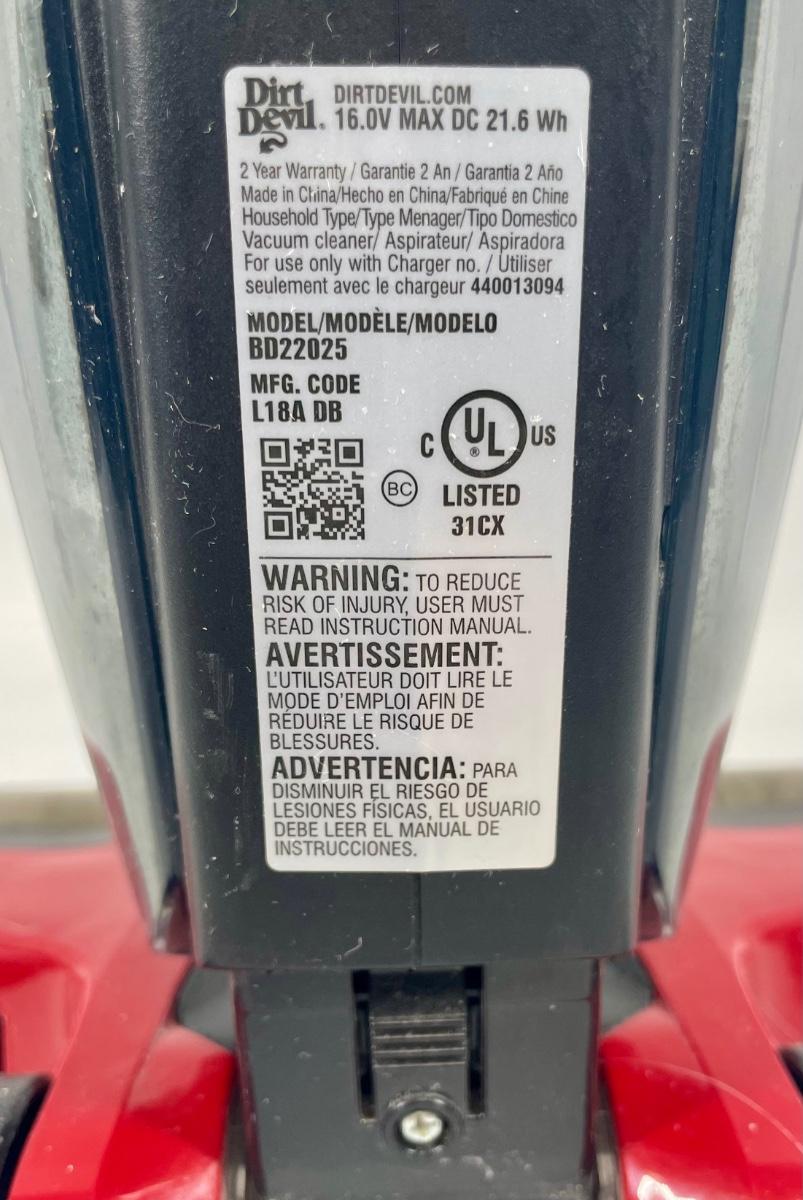 Dirt Devil®
DIRTDEVIL.COM
16.0V MAX DC 21.6 Wh
2 Year Warranty / Garantie 2 An / Garantia 2 Año
Made in China/Hecho en China/Fabriqué en Chine
Household Type/Type Menager/Tipo Domestico
Vacuum cleaner/ Aspirateur/ Aspiradora
For use only with Charger no. / Utiliser
seulement avec le chargeur 440013094
MODEL/MODÈLE/MODELO
BD22025
MFG. CODE
L18A DB
C UL® US
BC
LISTED
31CX
WARNING: TO REDUCE
RISK OF INJURY, USER MUST
READ INSTRUCTION MANUAL.
AVERTISSEMENT:
L'UTILISATEUR DOIT LIRE LE
MODE D'EMPLOI AFIN DE
RÉDUIRE LE RISQUE DE
BLESSURES.
ADVERTENCIA: PARA
DISMINUIR EL RIESGO DE
LESIONES FÍSICAS, EL USUARIO
DEBE LEER EL MANUAL DE
INSTRUCCIONES.